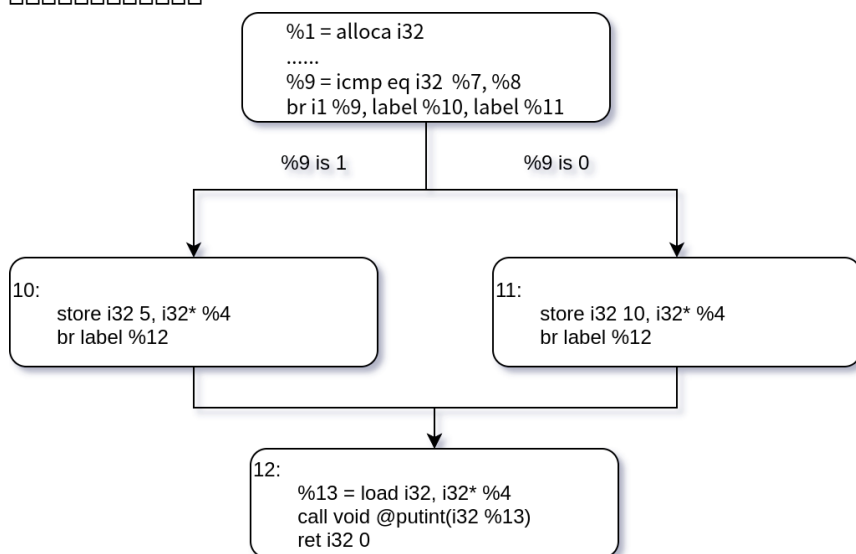 %1 = alloca i32
......
%9 = icmp eq i32  %7, %8
br i1 %9, label %10, label %11
%9 is 1
%9 is 0
10:
store i32 5, i32* %4
br label %12
11:
store i32 10, i32* %4
br label %12
12:
%13 = load i32, i32* %4
call void @putint(i32 %13)
ret i32 0